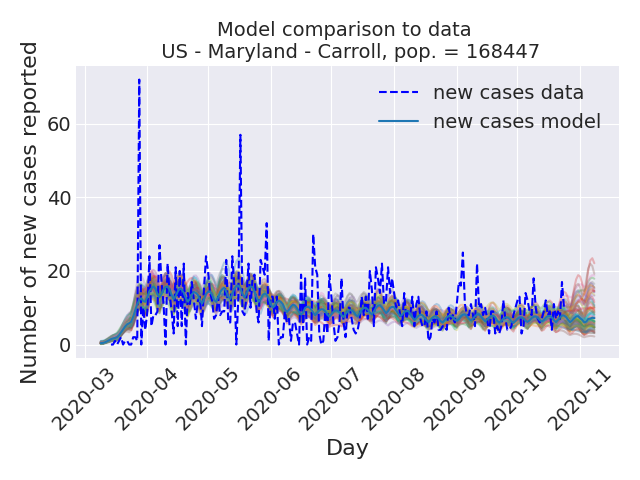 Model comparison to data
US - Maryland - Carroll, pop. = 168447
Number of new cases reported
60
40
20
0
new cases data
new cases model
2020-03
2020-04
2020-05
2020-06
2020-07
2020-08
2020-09
2020-10
2020-11
Day